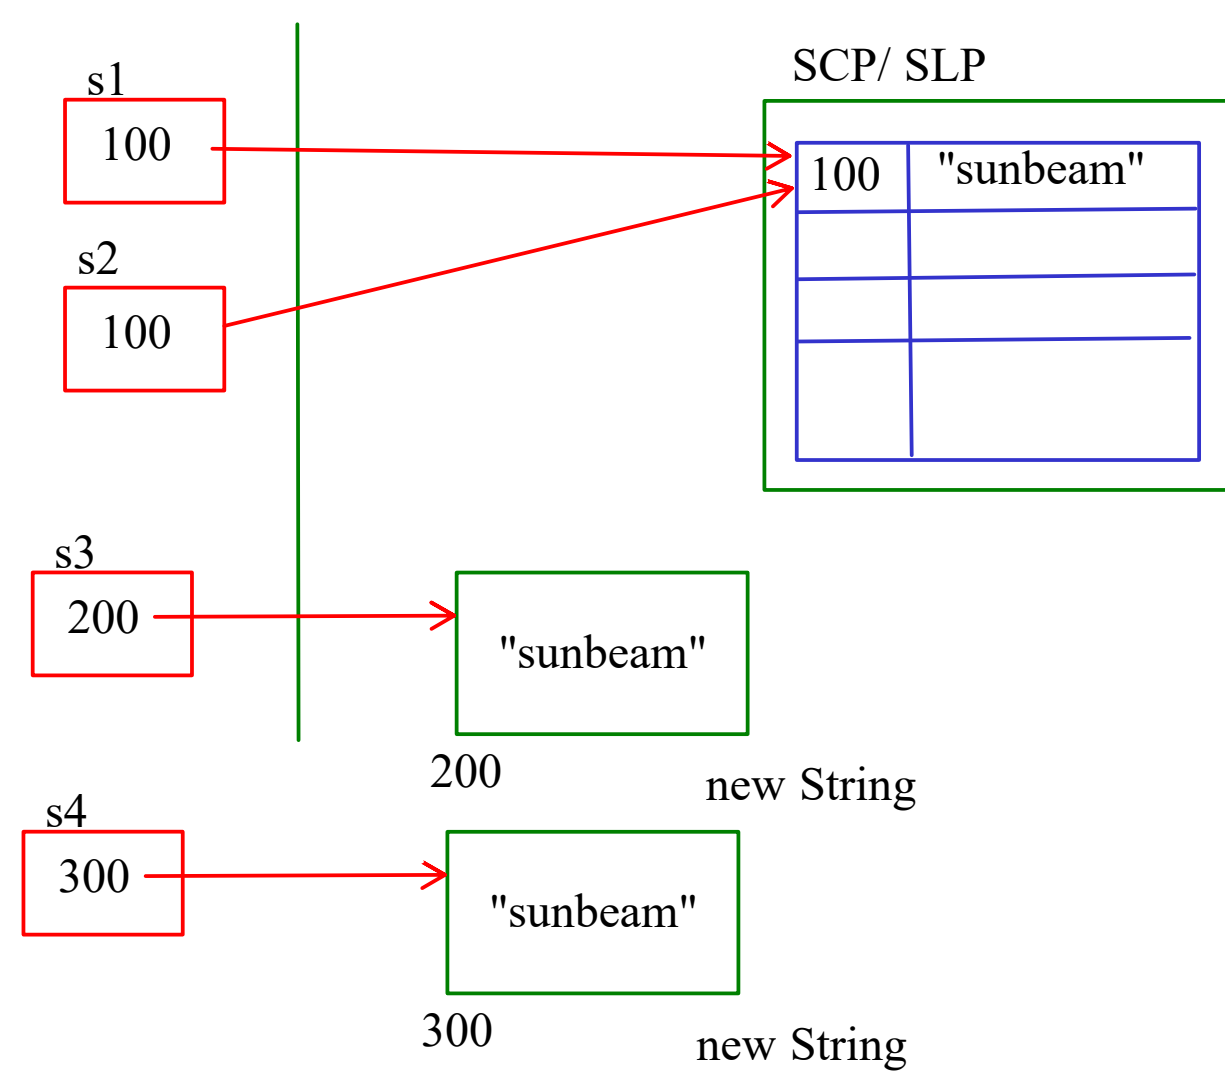 s1
100
SCP/ SLP
100
"sunbeam"
s2
100
s3
200
"sunbeam"
200
new String
s4
300
"sunbeam"
300
new String